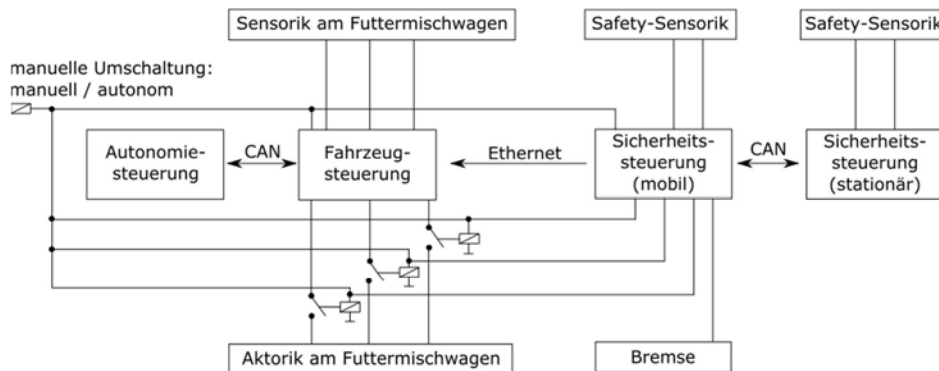 Sensorik am Futtermischwagen
Safety-Sensorik
Safety-Sensorik
manuelle Umschaltung:
manuell / autonom
Autonomie-
steuerung
CAN
Fahrzeug-
steuerung
Ethernet
Sicherheits-
steuerung
(mobil)
CAN
Sicherheits-
steuerung
(stationär)
Aktorik am Futtermischwagen
Bremse